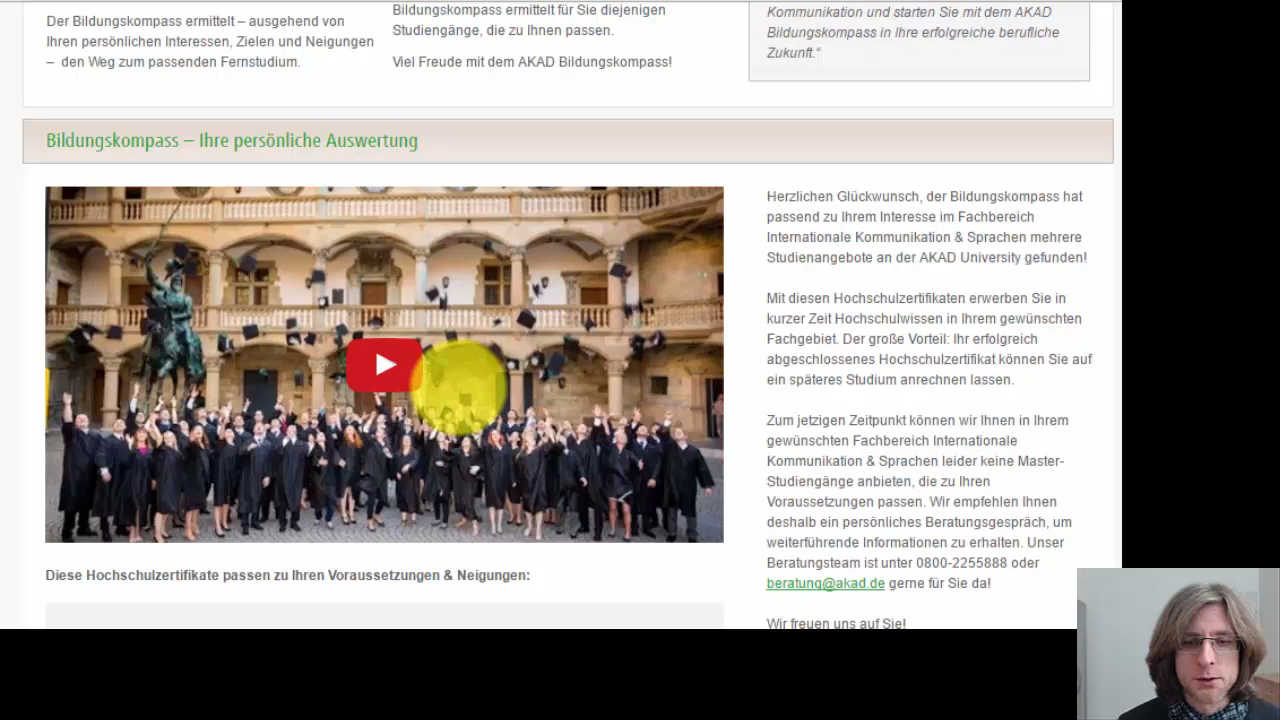 Der Bildungskompass ermittelt – ausgehend von
Ihren persönlichen Interessen, Zielen und Neigungen
– den Weg zum passenden Fernstudium.
Bildungskompass ermittelt für Sie diejenigen
Studiengänge, die zu Ihnen passen.
Viel Freude mit dem AKAD Bildungskompass!
Kommunikation und starten Sie mit dem AKAD
Bildungskompass in Ihre erfolgreiche berufliche
Zukunft.“
Bildungskompass – Ihre persönliche Auswertung
Diese Hochschulzertifikate passen zu Ihren Voraussetzungen & Neigungen:
Herzlichen Glückwunsch, der Bildungskompass hat
passend zu Ihrem Interesse im Fachbereich
Internationale Kommunikation & Sprachen mehrere
Studienangebote an der AKAD University gefunden!
Mit diesen Hochschulzertifikaten erwerben Sie in
kurzer Zeit Hochschulwissen in Ihrem gewünschten
Fachgebiet. Der große Vorteil: Ihr erfolgreich
abgeschlossenes Hochschulzertifikat können Sie auf
ein späteres Studium anrechnen lassen.
Zum jetzigen Zeitpunkt können wir Ihnen in Ihrem
gewünschten Fachbereich Internationale
Kommunikation & Sprachen leider keine Master-
Studiengänge anbieten, die zu Ihren
Voraussetzungen passen. Wir empfehlen Ihnen
deshalb ein persönliches Beratungsgespräch, um
weiterführende Informationen zu erhalten. Unser
Beratungsteam ist unter 0800-2255888 oder
beratung@akad.de gerne für Sie da!
Wir freuen uns auf Sie!